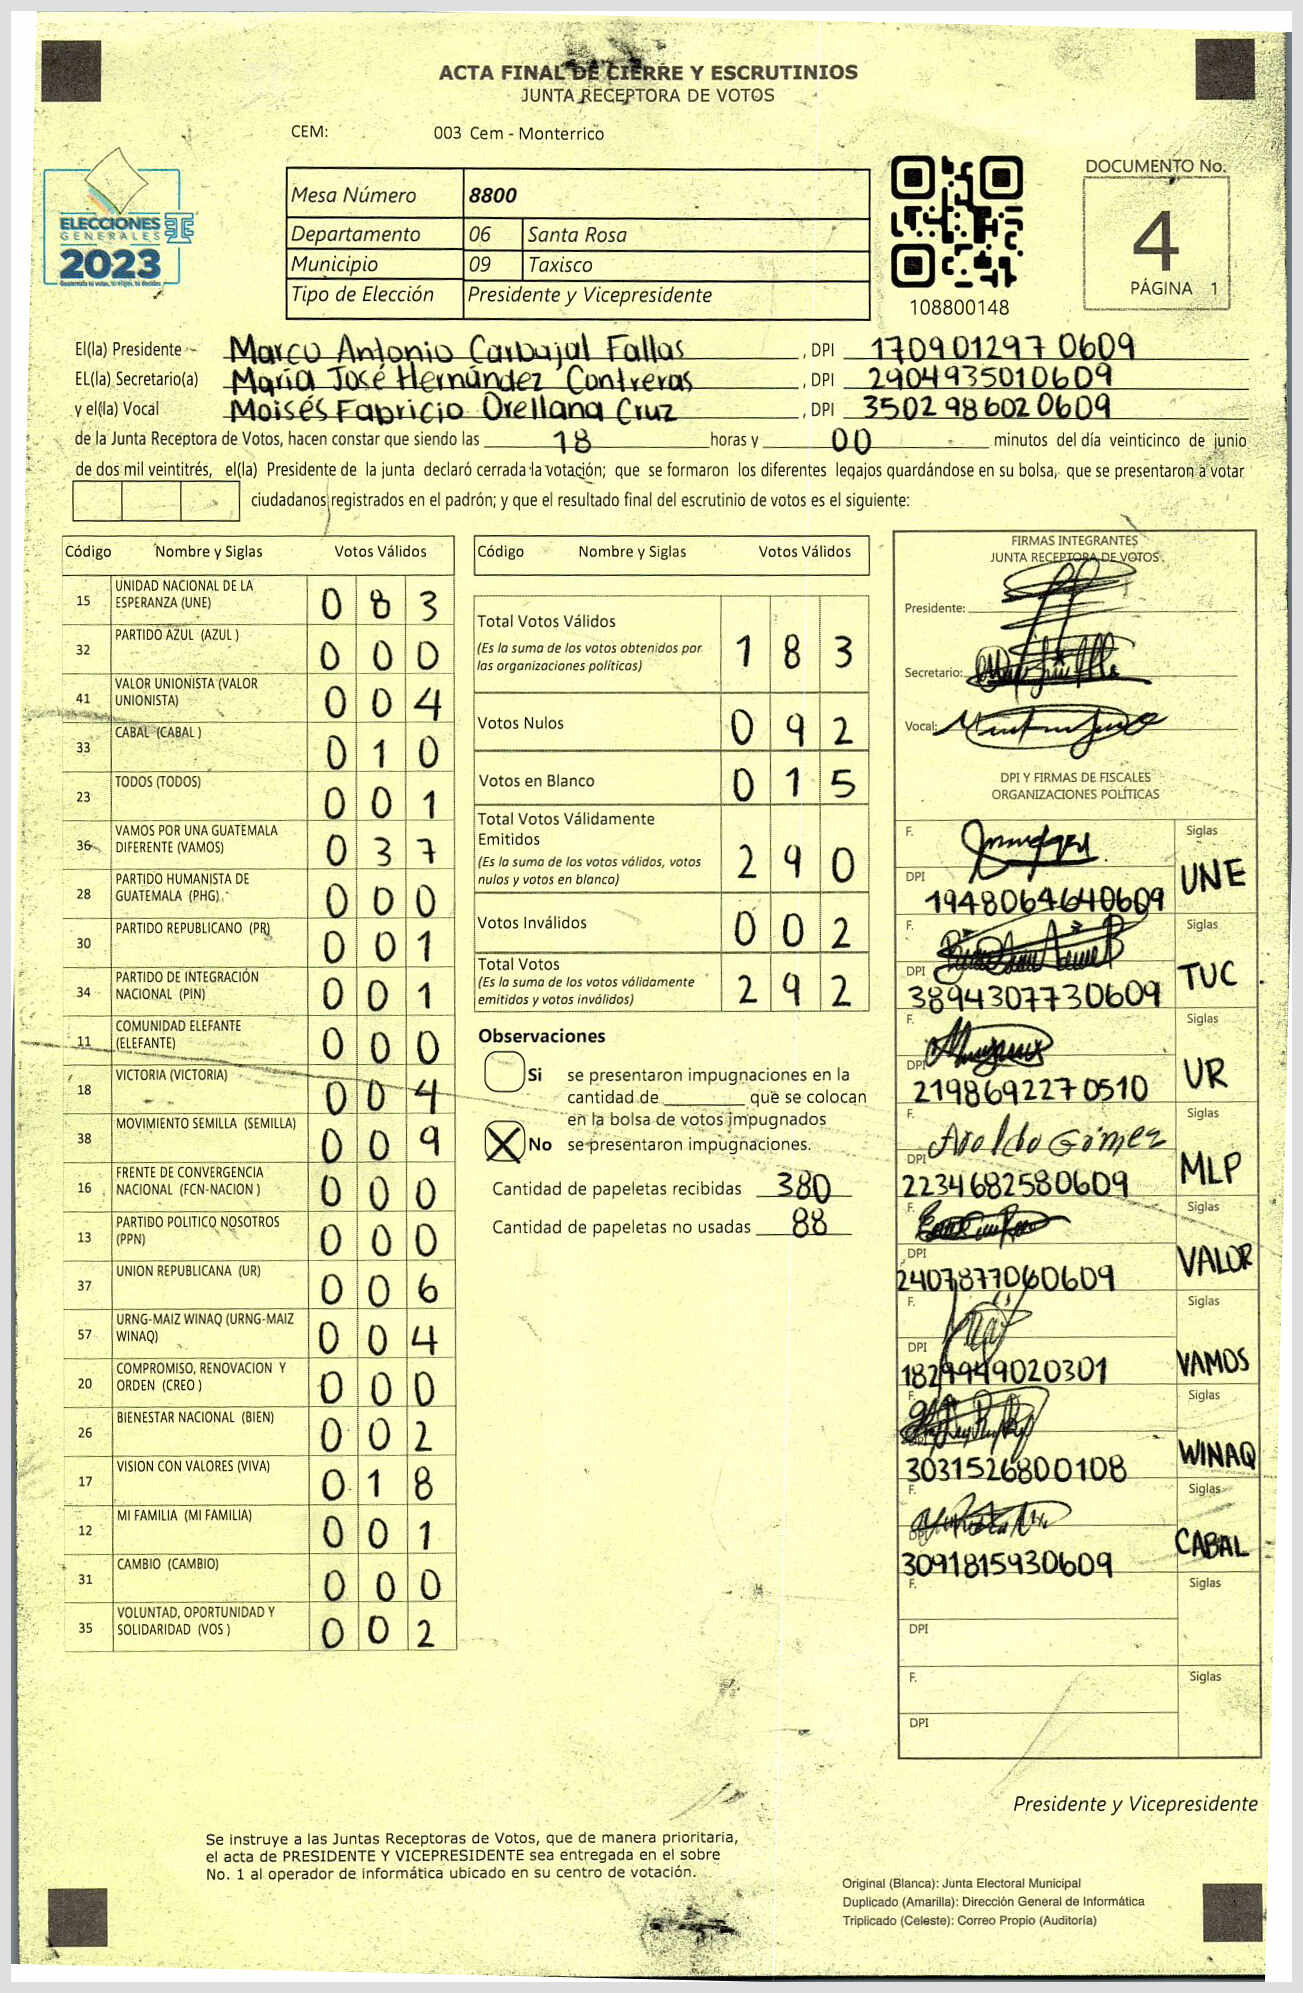 ACTA FINAL DE CIERRE Y ESCRUTINIOS
JUNTA RECEPTORA DE VOTOS
CEM: 003 Cem - Monterrico
ELECCIONES
GENERALES
2023
Guatemala tu votas, tu eliges, tu decides
Mesa Número 8800
Departamento 06 Santa Rosa
Municipio 09 Taxisco
Tipo de Elección Presidente y Vicepresidente
108800148
DOCUMENTO No.
4
PÁGINA 1
El(la) Presidente Marco Antonio Carbajal Fallas , DPI 170901297 0609
EL(la) Secretario(a) María José Hernández Contreras , DPI 2904935010609
y el(la) Vocal Moisés Fabricio Orellana Cruz , DPI 3502986020609
de la Junta Receptora de Votos, hacen constar que siendo las 18 horas y 00 minutos del día veinticinco de junio
de dos mil veintitrés, el(la) Presidente de la junta declaró cerrada la votación; que se formaron los diferentes legajos quardándose en su bolsa, que se presentaron a votar
ciudadanos registrados en el padrón; y que el resultado final del escrutinio de votos es el siguiente:
Código Nombre y Siglas Votos Válidos
15 UNIDAD NACIONAL DE LA ESPERANZA (UNE) 0 8 3
32 PARTIDO AZUL (AZUL ) 0 0 0
41 VALOR UNIONISTA (VALOR UNIONISTA) 0 0 4
33 CABAL (CABAL ) 0 1 0
23 TODOS (TODOS) 0 0 1
36 VAMOS POR UNA GUATEMALA DIFERENTE (VAMOS) 0 3 7
28 PARTIDO HUMANISTA DE GUATEMALA (PHG) 0 0 0
30 PARTIDO REPUBLICANO (PR) 0 0 1
34 PARTIDO DE INTEGRACIÓN NACIONAL (PIN) 0 0 1
11 COMUNIDAD ELEFANTE (ELEFANTE) 0 0 0
18 VICTORIA (VICTORIA) 0 0 4
38 MOVIMIENTO SEMILLA (SEMILLA) 0 0 9
16 FRENTE DE CONVERGENCIA NACIONAL (FCN-NACION ) 0 0 0
13 PARTIDO POLITICO NOSOTROS (PPN) 0 0 0
37 UNION REPUBLICANA (UR) 0 0 6
57 URNG-MAIZ WINAQ (URNG-MAIZ WINAQ) 0 0 4
20 COMPROMISO, RENOVACION Y ORDEN (CREO ) 0 0 0
26 BIENESTAR NACIONAL (BIEN) 0 0 2
17 VISION CON VALORES (VIVA) 0 1 8
12 MI FAMILIA (MI FAMILIA) 0 0 1
31 CAMBIO (CAMBIO) 0 0 0
35 VOLUNTAD, OPORTUNIDAD Y SOLIDARIDAD (VOS ) 0 0 2
Código Nombre y Siglas Votos Válidos
Total Votos Válidos 1 8 3
(Es la suma de los votos obtenidos por
las organizaciones políticas)
Votos Nulos 0 9 2
Votos en Blanco 0 1 5
Total Votos Válidamente
Emitidos 2 9 0
(Es la suma de los votos válidos, votos
nulos y votos en blanco)
Votos Inválidos 0 0 2
Total Votos 2 9 2
(Es la suma de los votos válidamente
emitidos y votos inválidos)
Observaciones
Si se presentaron impugnaciones en la
cantidad de ________ que se colocan
en la bolsa de votos impugnados
X No se presentaron impugnaciones.
Cantidad de papeletas recibidas 380
Cantidad de papeletas no usadas 88
FIRMAS INTEGRANTES
JUNTA RECEPTORA DE VOTOS
Presidente:
Secretario:
Vocal:
DPI Y FIRMAS DE FISCALES
ORGANIZACIONES POLÍTICAS
F. Siglas
DPI 1948064640609 UNE
F. Siglas
DPI 3894307730609 TUC
F. Siglas
DPI 2198692270510 UR
F. Aroldo Gómez Siglas
DPI 2234682580609 MLP
F. Siglas
DPI 2407877060609 VALOR
F. Siglas
DPI 1829949020301 VAMOS
F. Siglas
DPI 3031526800108 WINAQ
F. Siglas
DPI 3091815930609 CABAL
F. Siglas
DPI
F. Siglas
DPI
Presidente y Vicepresidente
Se instruye a las Juntas Receptoras de Votos, que de manera prioritaria,
el acta de PRESIDENTE Y VICEPRESIDENTE sea entregada en el sobre
No. 1 al operador de informática ubicado en su centro de votación.
Original (Blanca): Junta Electoral Municipal
Duplicado (Amarilla): Dirección General de Informática
Triplicado (Celeste): Correo Propio (Auditoría)